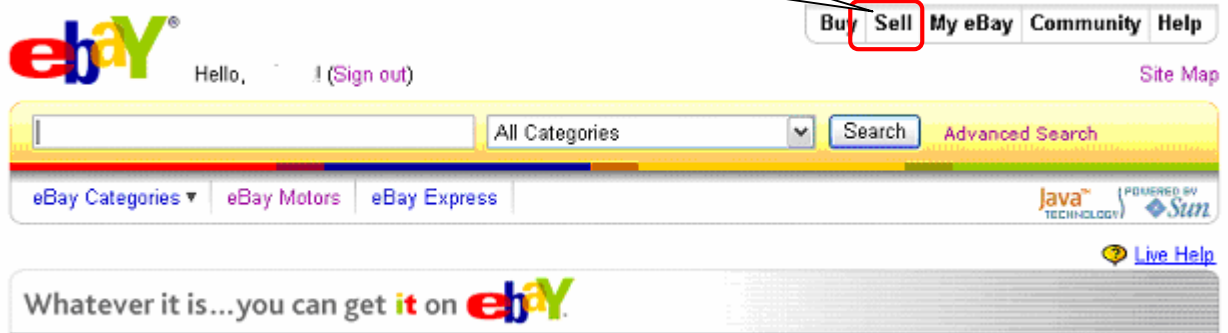 ebaY®
Buy Sell My eBay Community Help
Hello, ! (Sign out)
Site Map
All Categories Search Advanced Search
eBay Categories eBay Motors eBay Express
Java™ TECHNOLOGY POWERED BY Sun
Live Help
Whatever it is...you can get it on ebaY.